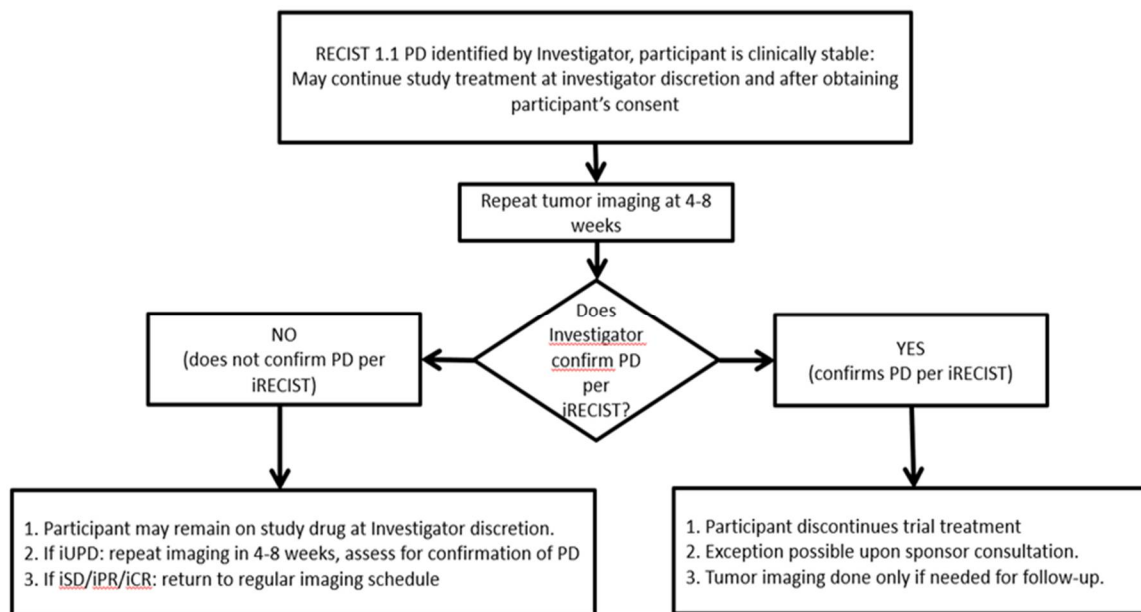 RECIST 1.1 PD identified by Investigator, participant is clinically stable:
May continue study treatment at investigator discretion and after obtaining
participant's consent
Repeat tumor imaging at 4-8
weeks
Does
Investigator
confirm PD
per
iRECIST?
NO
(does not confirm PD per
iRECIST)
YES
(confirms PD per iRECIST)
1. Participant may remain on study drug at Investigator discretion.
2. If iUPD: repeat imaging in 4-8 weeks, assess for confirmation of PD
3. If iSD/iPR/iCR: return to regular imaging schedule
1. Participant discontinues trial treatment
2. Exception possible upon sponsor consultation.
3. Tumor imaging done only if needed for follow-up.